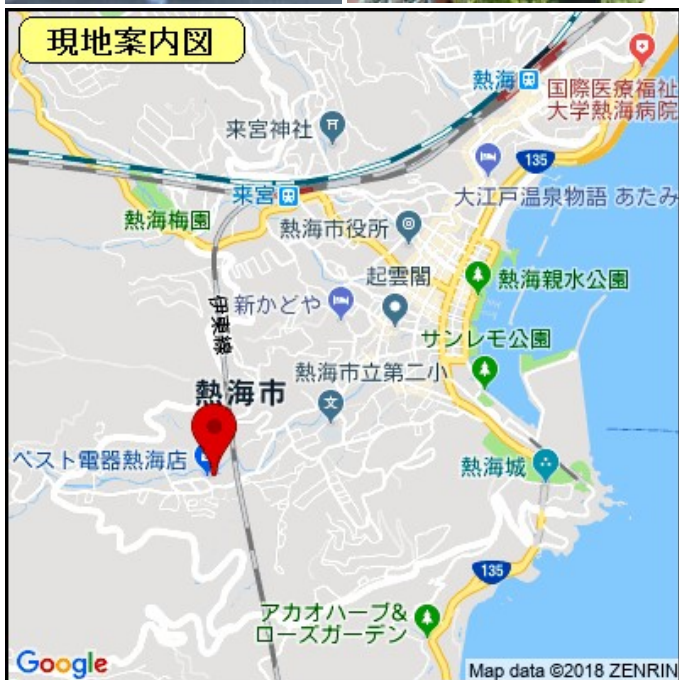 現地案内図
熱海
国際医療福祉
大学熱海病院
来宮神社
135
来宮
大江戸温泉物語 あたみ
熱海梅園
熱海市役所
起雲閣
熱海親水公園
新かどや
伊東線
サンレモ公園
熱海市立第二小
熱海市
文
ベスト電器熱海店
熱海城
135
アカオハーブ&
ローズガーデン
Google
Map data ©2018 ZENRIN